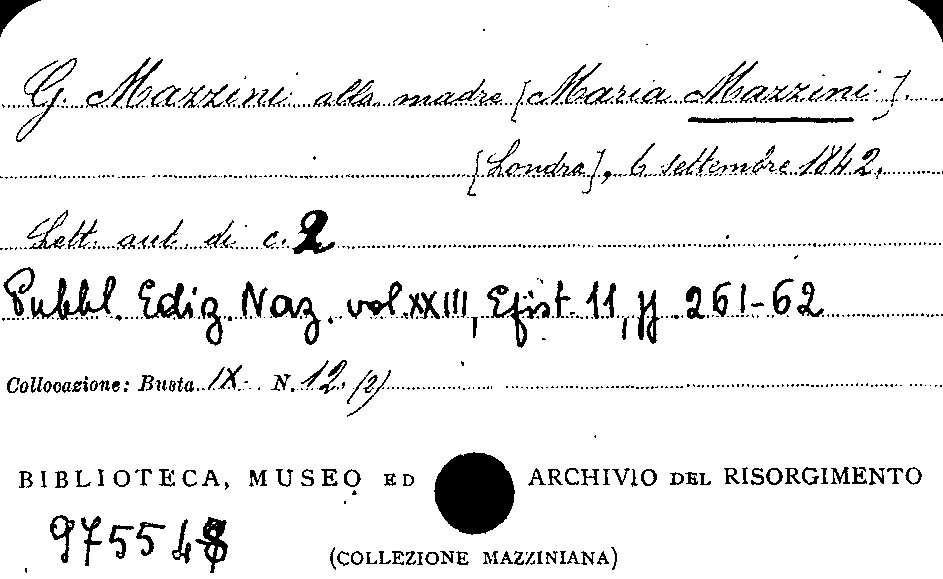 G. Mazzini alla madre [Maria Mazzini].
[Londra], 6 settembre 1842.
Lett. aut. di c. 2
Pubbl. Ediz. Naz. vol. XXIII, Epist. 11, pp. 261-62
Collocazione: Busta IX N. 12. (2)
BIBLIOTECA, MUSEO ED ARCHIVIO DEL RISORGIMENTO
(COLLEZIONE MAZZINIANA)